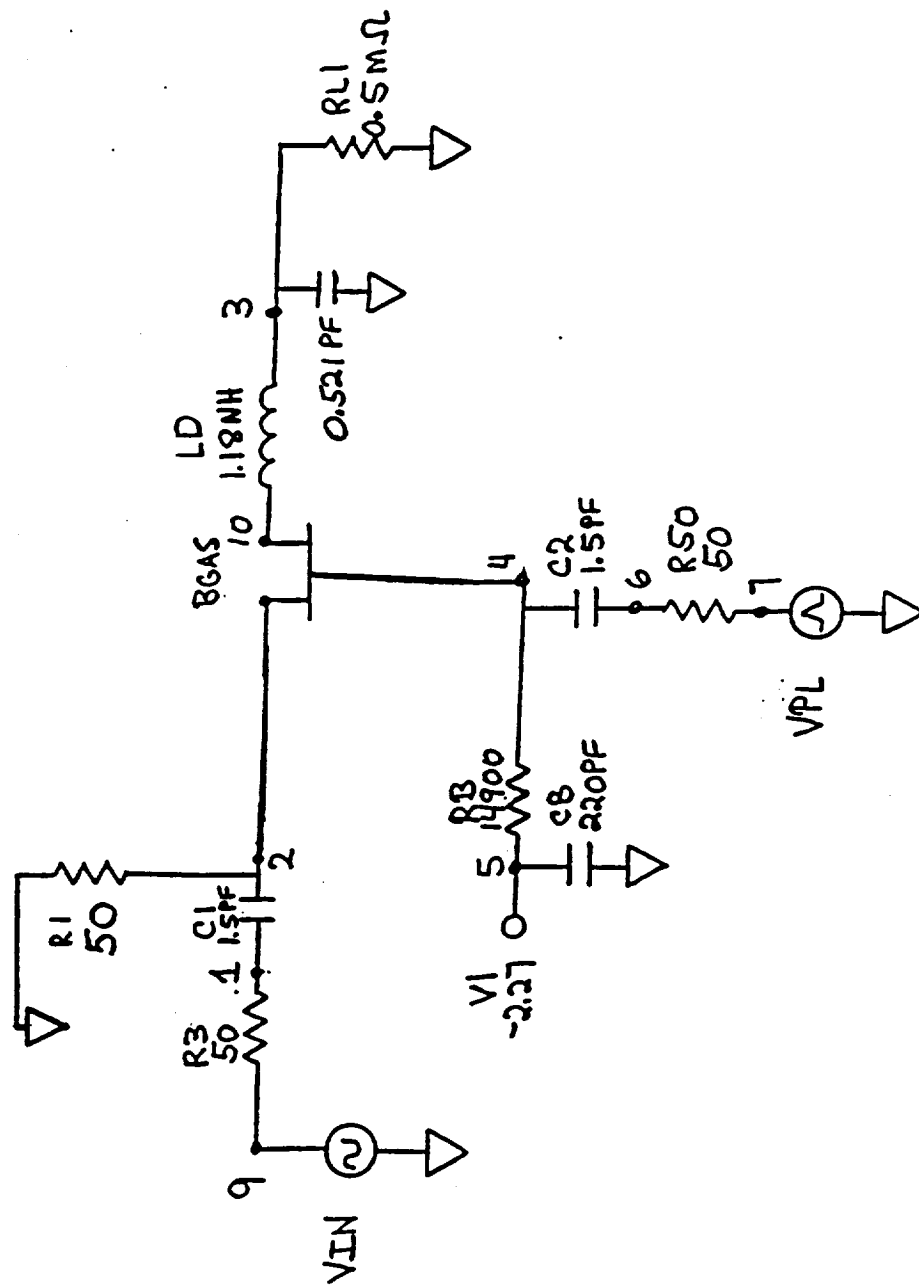 R1
50
9
VIN
R3
50
1
C1
1.5PF
2
BGAS
10
LD
1.18NH
3
0.521PF
RL1
0.5MΩ
V1
-2.27
5
RB
14900
CB
220PF
4
C2
1.5PF
6
R50
50
7
VPL